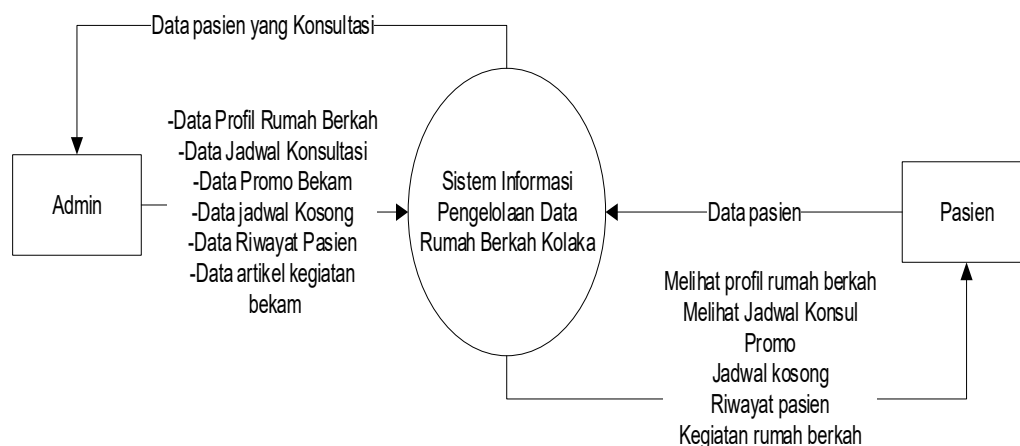 Data pasien yang Konsultasi
-Data Profil Rumah Berkah
-Data Jadwal Konsultasi
-Data Promo Bekam
-Data jadwal Kosong
-Data Riwayat Pasien
-Data artikel kegiatan
bekam
Admin
Sistem Informasi
Pengelolaan Data
Rumah Berkah Kolaka
Data pasien
Pasien
Melihat profil rumah berkah
Melihat Jadwal Konsul
Promo
Jadwal kosong
Riwayat pasien
Kegiatan rumah berkah